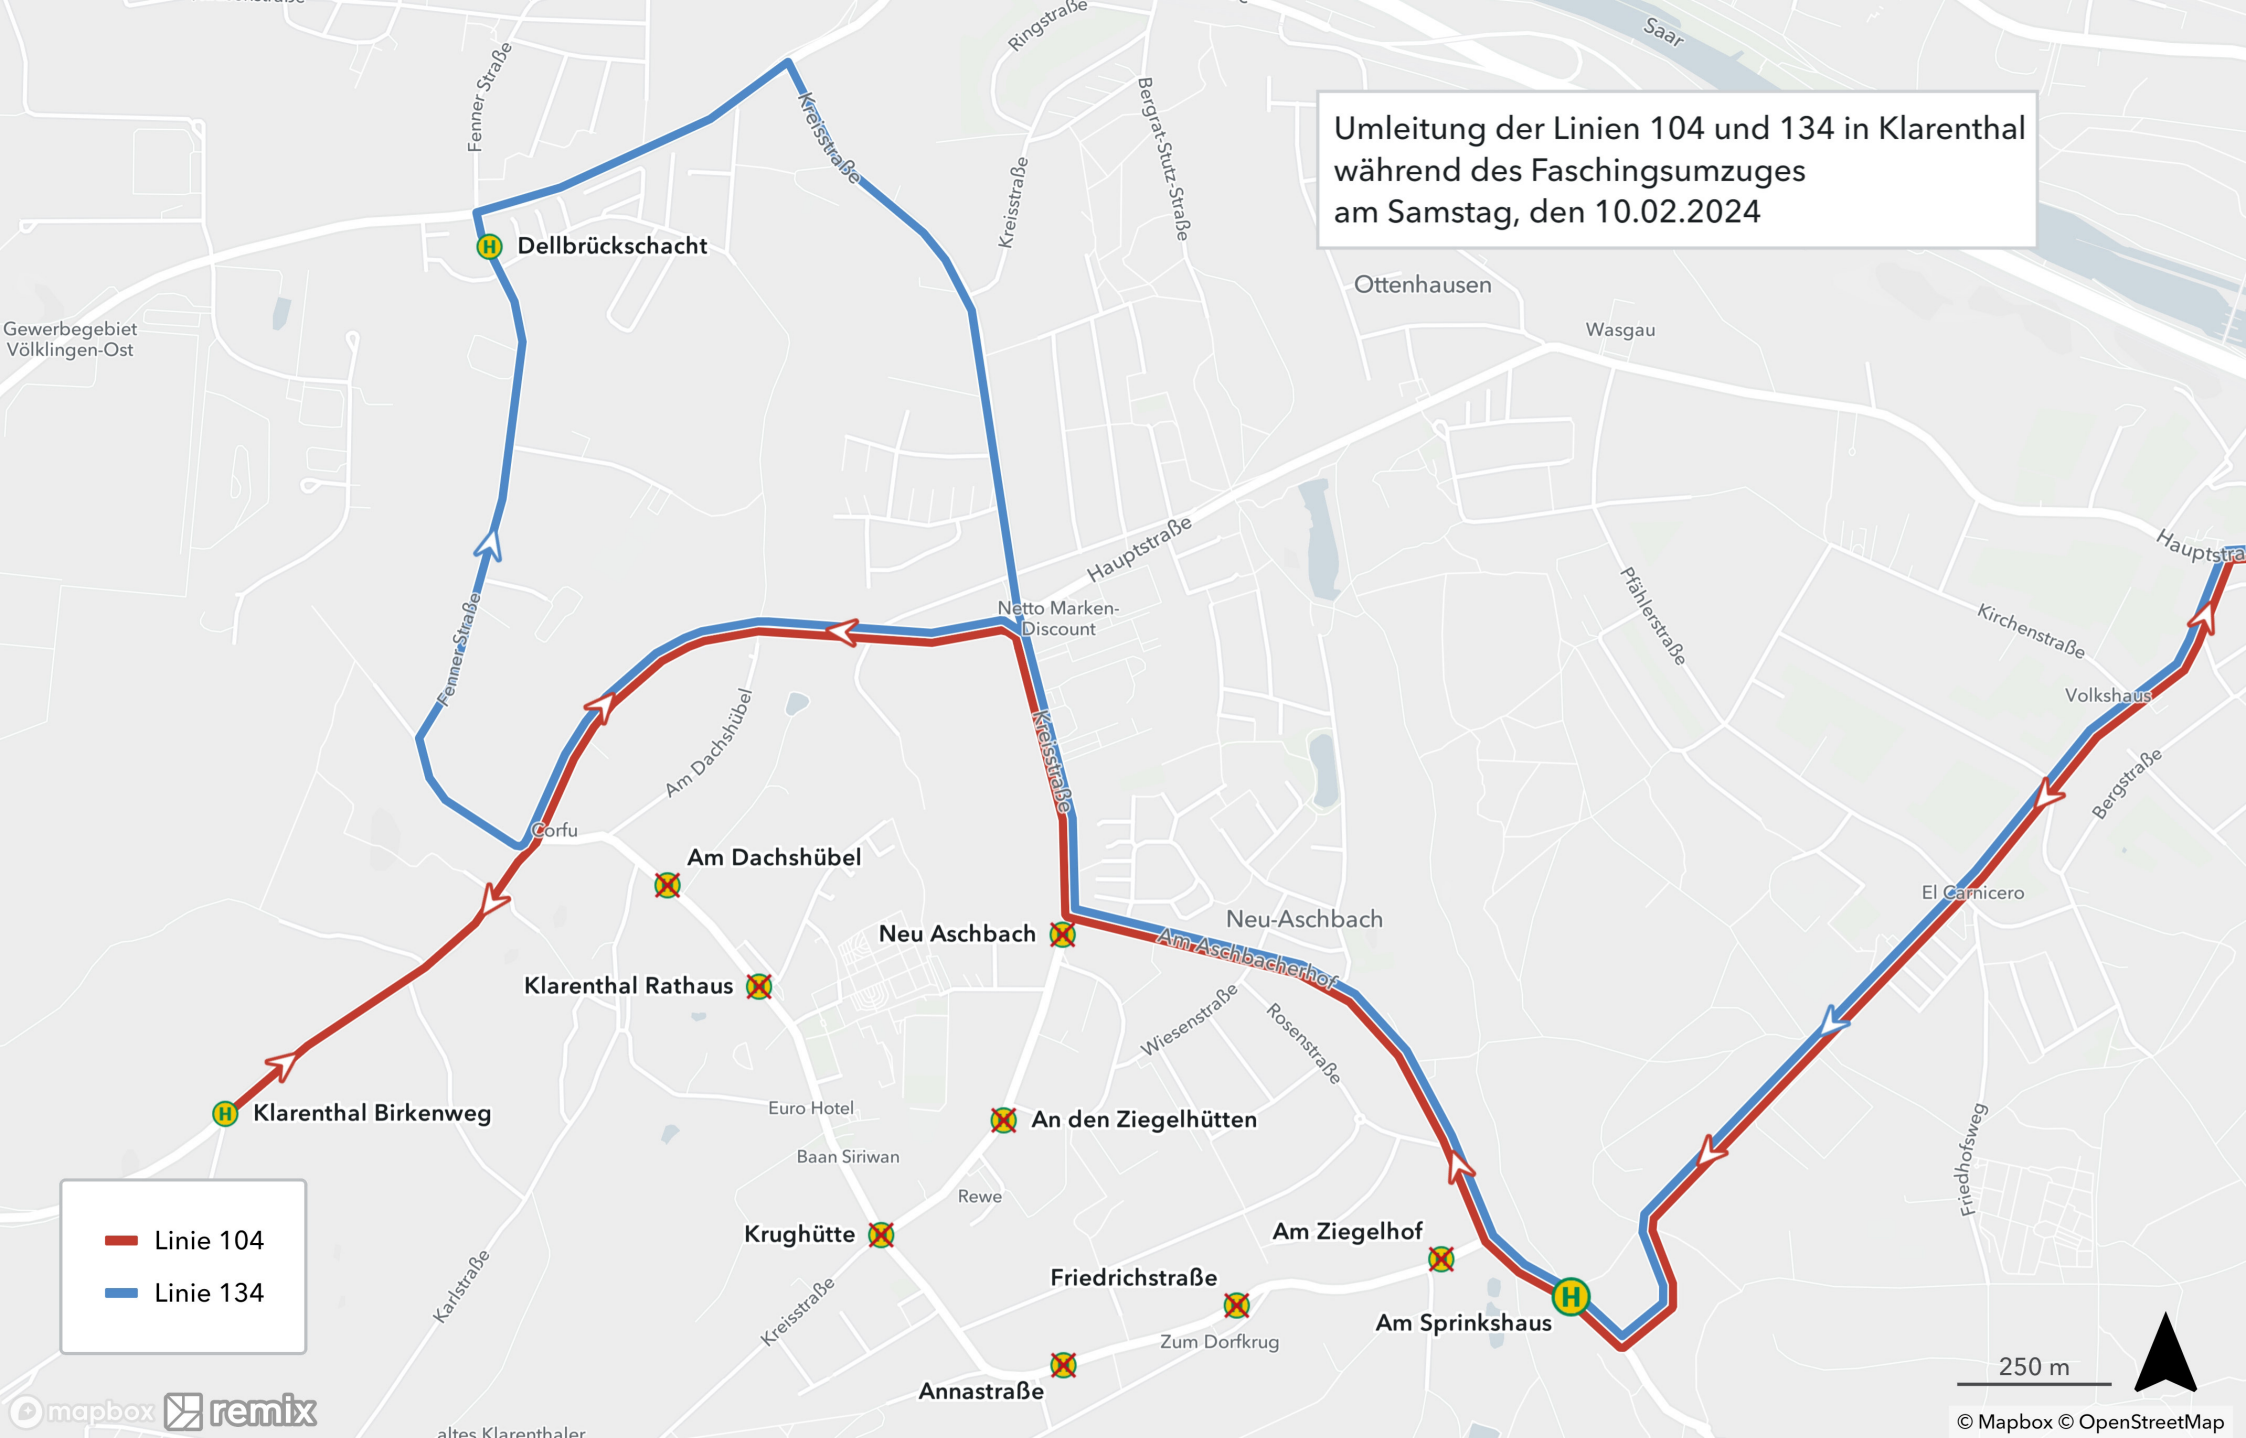 Fenner Straße
Ringstraße
Saar
Kreisstraße
Bergrat-Stutz-Straße
Umleitung der Linien 104 und 134 in Klarenthal
während des Faschingsumzuges
am Samstag, den 10.02.2024
Kreisstraße
H Dellbrückschacht
Ottenhausen
Gewerbegebiet
Völklingen-Ost
Wasgau
Hauptstraße
Hauptstra
Fenner Straße
Netto Marken-
Discount
Pfählerstraße
Kirchenstraße
Volkshaus
Am Dachshübel
Kreisstraße
Bergstraße
Corfu
Am Dachshübel
El Carnicero
Neu-Aschbach
Neu Aschbach
Am Aschbacherhof
Klarenthal Rathaus
Wiesenstraße
Rosenstraße
Euro Hotel
H Klarenthal Birkenweg
An den Ziegelhütten
Baan Siriwan
Friedhofsweg
Rewe
Krughütte
Am Ziegelhof
Linie 104
Karlstraße
Friedrichstraße
Linie 134
Kreisstraße
H
Am Sprinkshaus
Zum Dorfkrug
250 m
Annastraße
mapbox remix
© Mapbox © OpenStreetMap
altes Klarenthaler